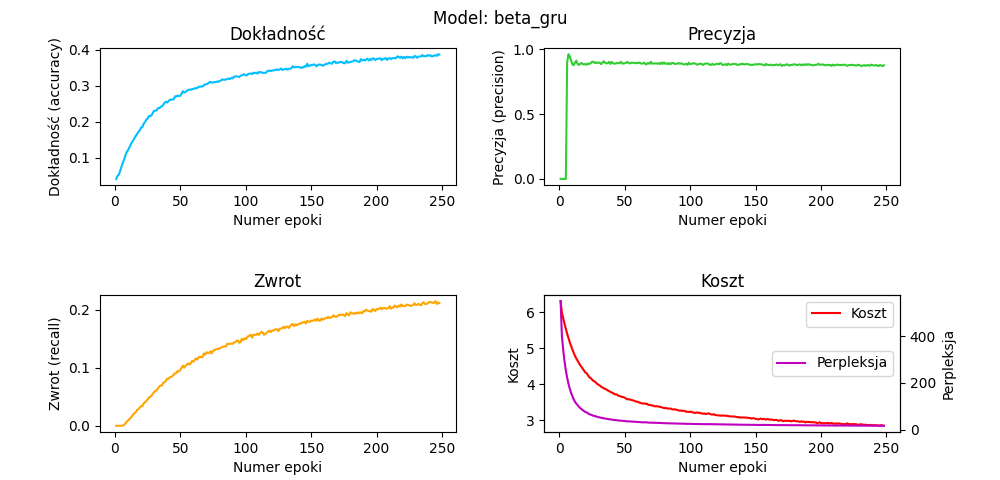 Model: beta_gru
Dokładność
Dokładność (accuracy)
0.4
0.3
0.2
0.1
0 50 100 150 200 250
Numer epoki
Precyzja
Precyzja (precision)
1.0
0.5
0.0
0 50 100 150 200 250
Numer epoki
Zwrot
Zwrot (recall)
0.2
0.1
0.0
0 50 100 150 200 250
Numer epoki
Koszt
Koszt
6
5
4
3
Koszt
Perpleksja
400
200
0
Perpleksja
0 50 100 150 200 250
Numer epoki